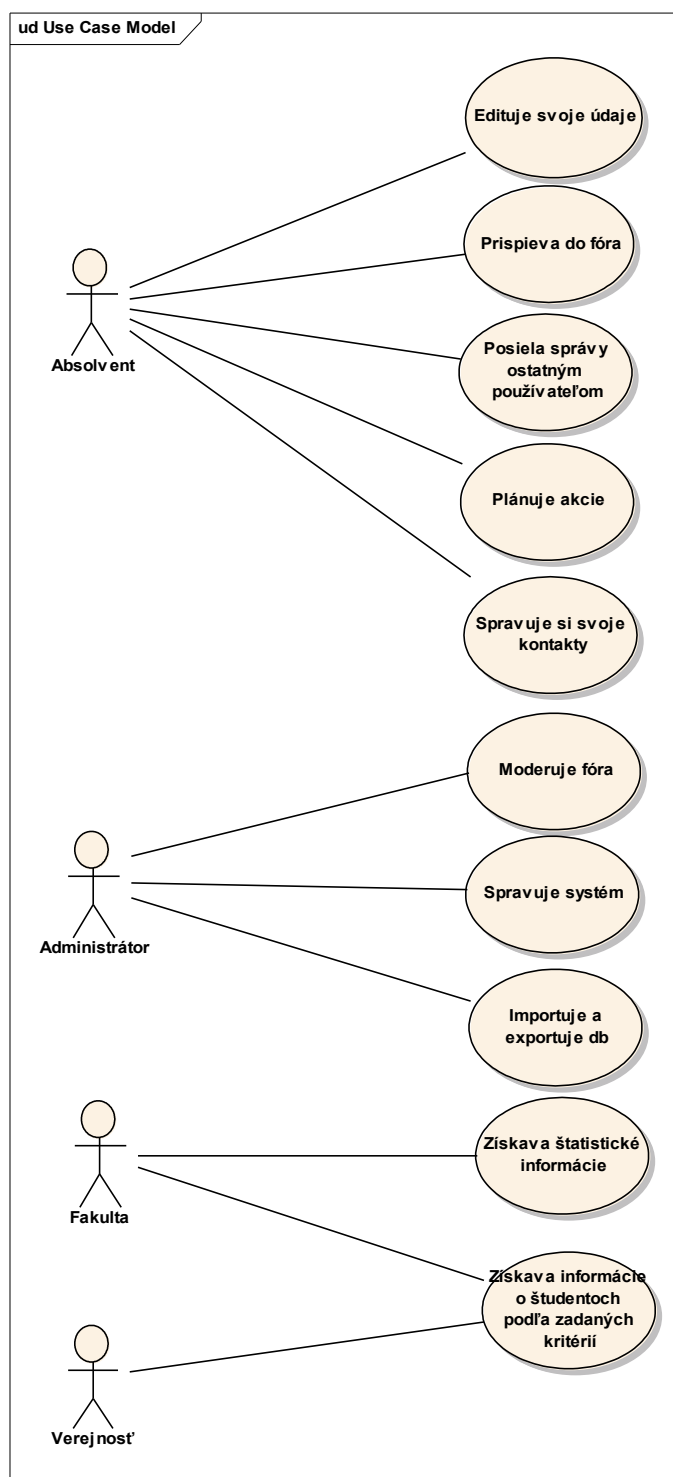 ud Use Case Model
Edituje svoje údaje
Prispieva do fóra
Absolvent
Posiela správy
ostatným
používateľom
Plánuje akcie
Spravuje si svoje
kontakty
Moderuje fóra
Administrátor
Spravuje systém
Importuje a
exportuje db
Fakulta
Získava štatistické
informácie
Získava informácie
o študentoch
podľa zadaných
kritérií
Verejnosť